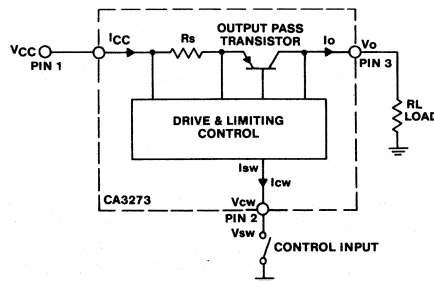 OUTPUT PASS
TRANSISTOR
VCC
PIN 1
ICC
Rs
Io
Vo
PIN 3
RL
LOAD
DRIVE & LIMITING
CONTROL
Isw
Icw
CA3273
Vcw
PIN 2
Vsw
CONTROL INPUT